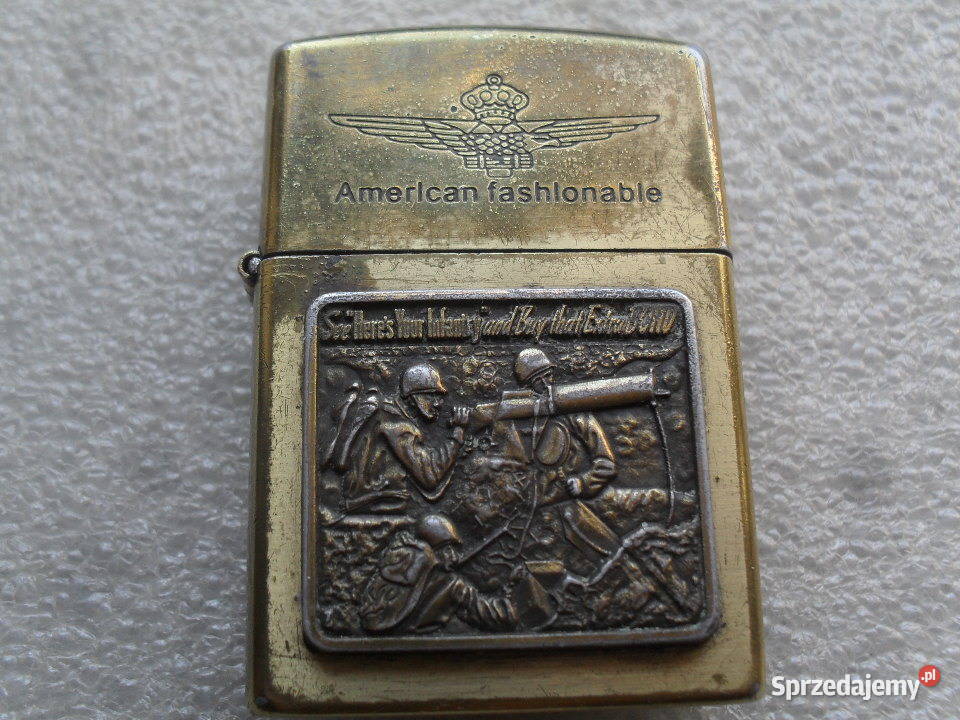 AmerIcan fashIonable
See Here's Your Infantry and Buy that Extra BOND
Sprzedajemy.pl